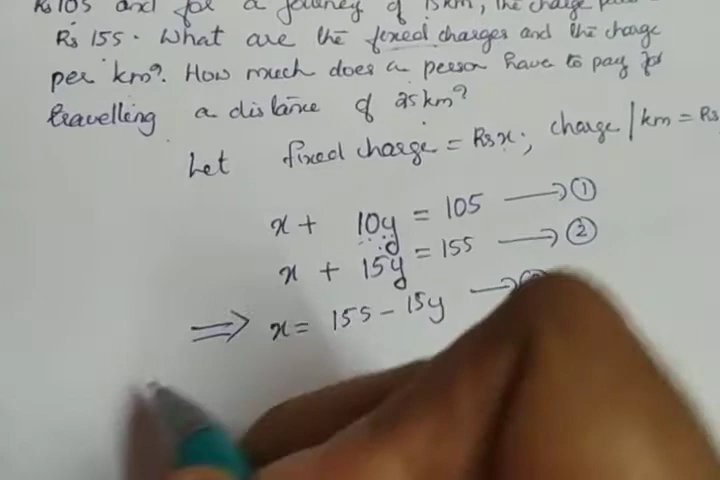 Rs 105 and for a journey of 15km, the charge
Rs 155. What are the fixed charges and the charge
per km? How much does a person have to pay for
travelling a distance of 25km?
Let fixed charge = Rs x; charge / km = Rs
x + 10y = 105 → ①
x + 15y = 155 → ②
⇒ x = 155 - 15y →